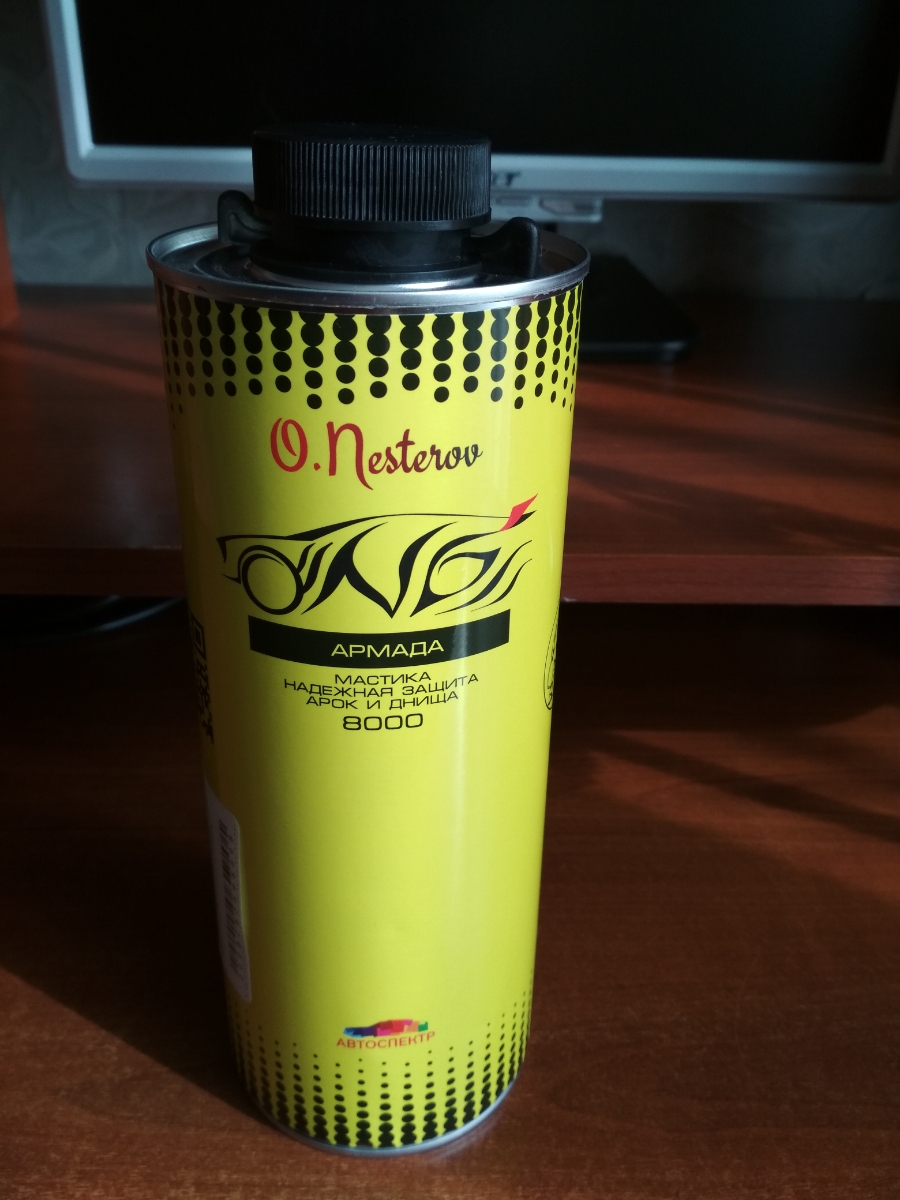 O.Nesterov
АРМАДА
МАСТИКА
НАДЕЖНАЯ ЗАЩИТА
АРОК И ДНИЩА
8000
АВТОСПЕКТР